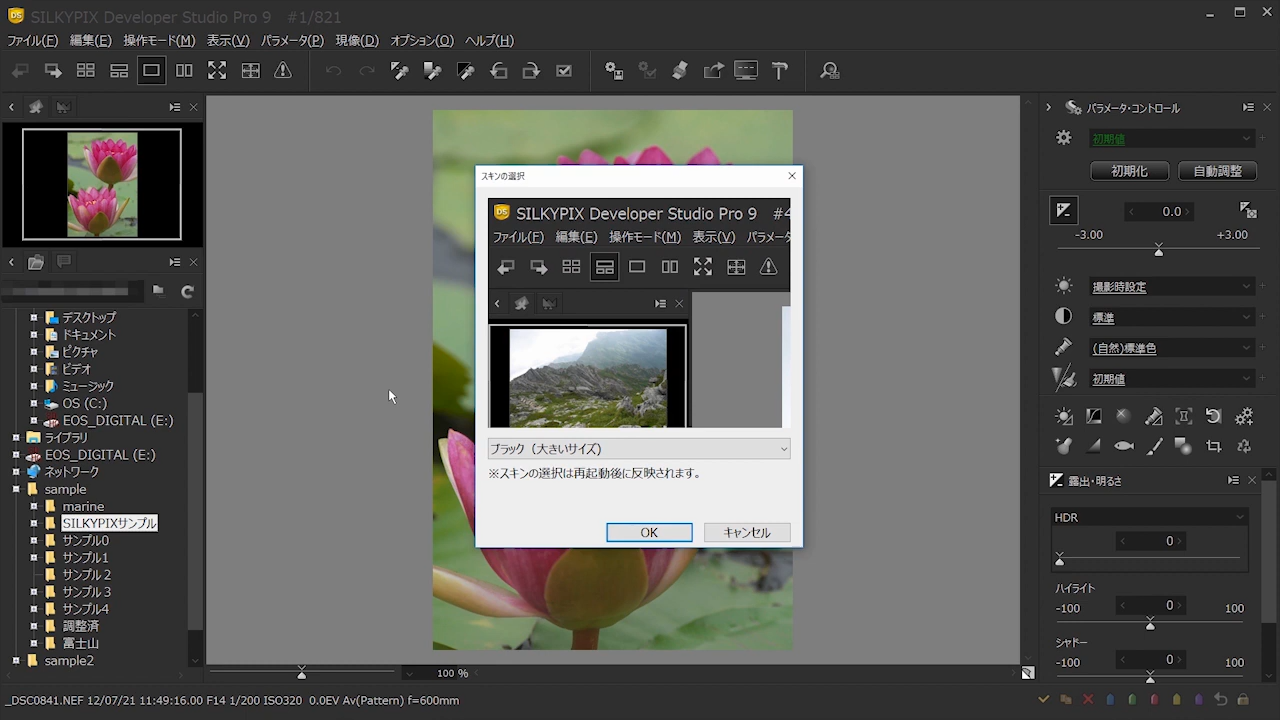 SILKYPIX Developer Studio Pro 9 #1/821
ファイル(F) 編集(E) 操作モード(M) 表示(V) パラメータ(P) 現像(D) オプション(O) ヘルプ(H)
デスクトップ
ドキュメント
ピクチャ
ビデオ
ミュージック
OS (C:)
EOS_DIGITAL (E:)
ライブラリ
EOS_DIGITAL (E:)
ネットワーク
sample
marine
SILKYPIXサンプル
サンプル0
サンプル1
サンプル2
サンプル3
サンプル4
調整済
富士山
sample2
スキンの選択
DS SILKYPIX Developer Studio Pro 9 #4
ファイル(F) 編集(E) 操作モード(M) 表示(V) パラメータ
ブラック（大きいサイズ）
※スキンの選択は再起動後に反映されます。
OK キャンセル
100 %
パラメータ・コントロール
初期値
初期化 自動調整
0.0
-3.00 +3.00
撮影時設定
標準
(自然)標準色
初期値
露出・明るさ
HDR
0
ハイライト
-100 0 100
シャドー
-100 0 100
_DSC0841.NEF 12/07/21 11:49:16.00 F14 1/200 ISO320 0.0EV Av(Pattern) f=600mm